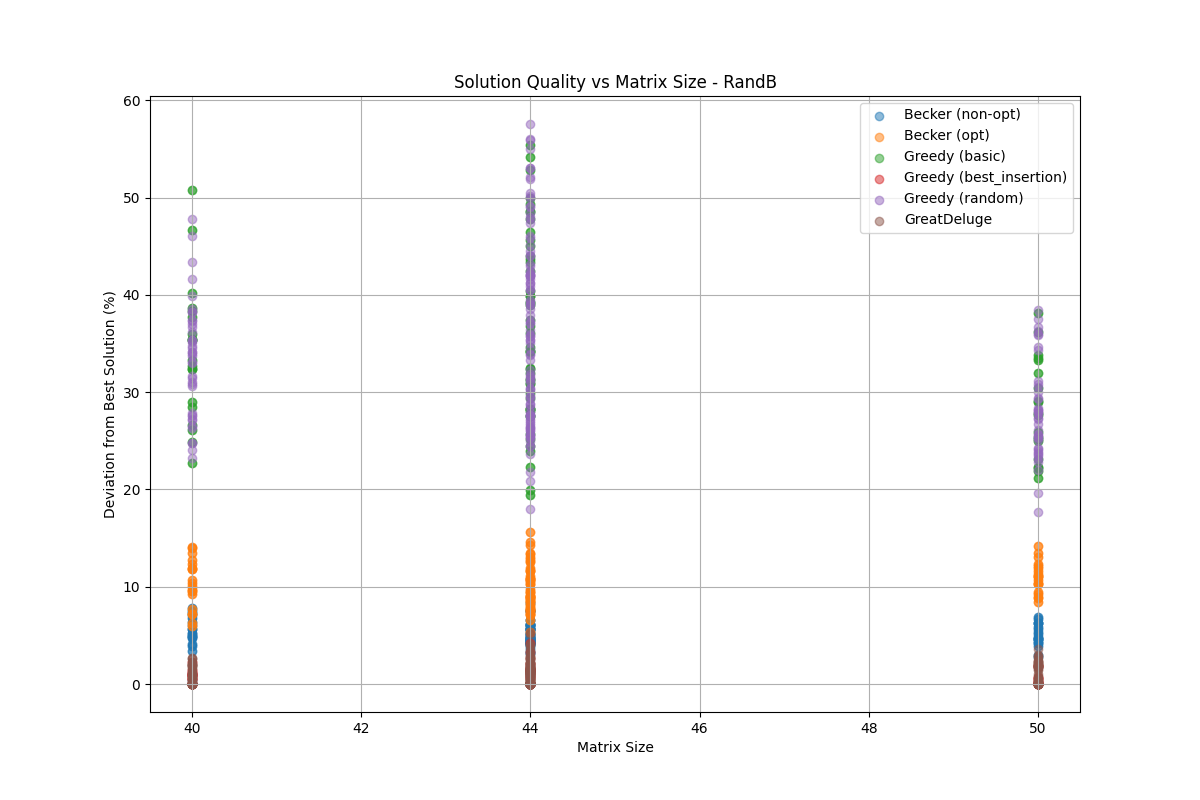 Solution Quality vs Matrix Size - RandB
60
50
40
30
20
10
0
Deviation from Best Solution (%)
Becker (non-opt)
Becker (opt)
Greedy (basic)
Greedy (best_insertion)
Greedy (random)
GreatDeluge
40 42 44 46 48 50
Matrix Size